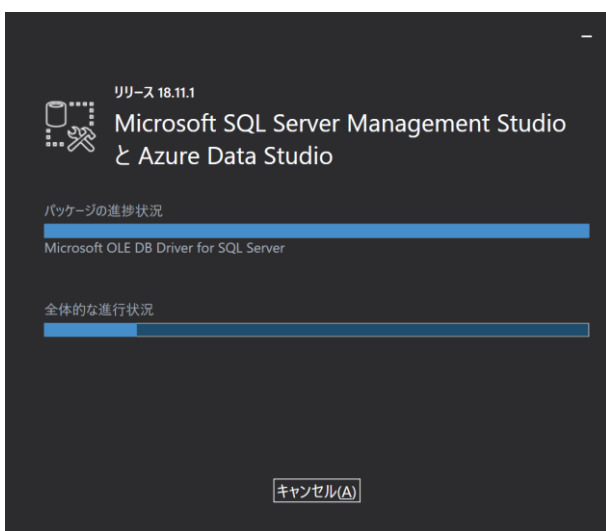 リリース 18.11.1
Microsoft SQL Server Management Studio
と Azure Data Studio
パッケージの進捗状況
Microsoft OLE DB Driver for SQL Server
全体的な進行状況
キャンセル(A)